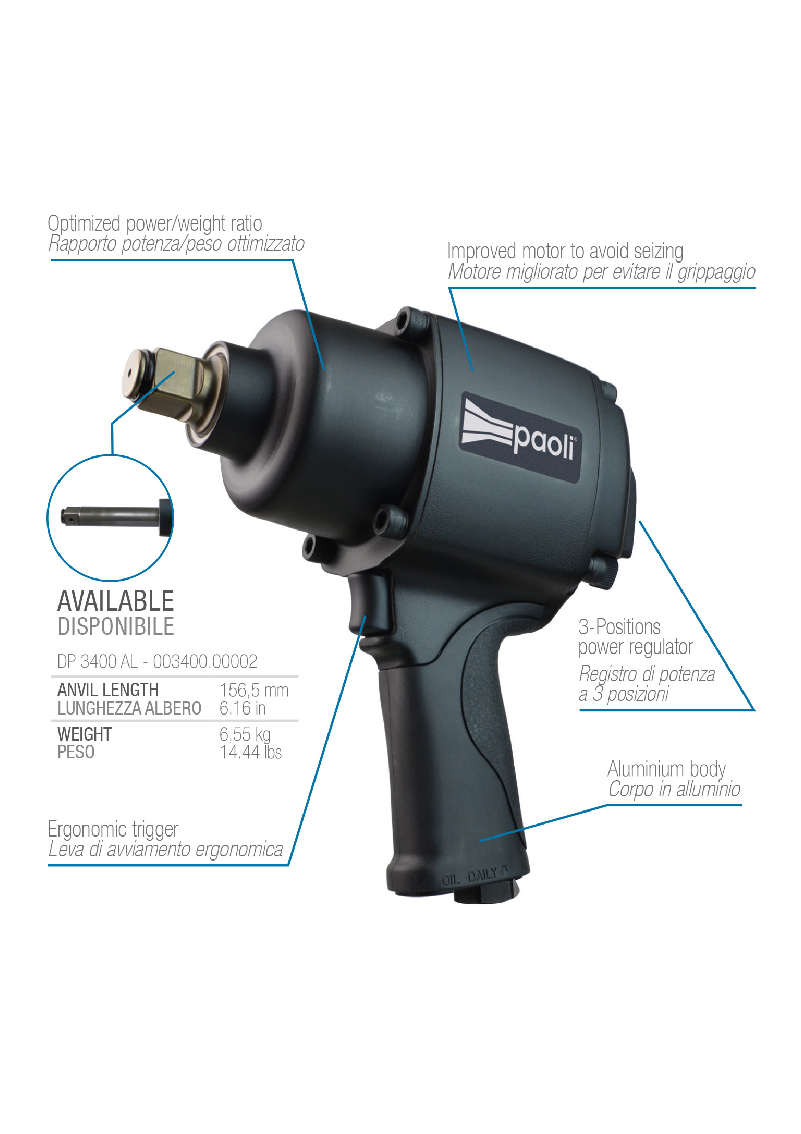 Optimized power/weight ratio
Rapporto potenza/peso ottimizzato
Improved motor to avoid seizing
Motore migliorato per evitare il grippaggio
paoli
AVAILABLE
DISPONIBILE
DP 3400 AL - 003400.00002
ANVIL LENGTH 156,5 mm
LUNGHEZZA ALBERO 6.16 in
WEIGHT 6,55 kg
PESO 14.44 lbs
3-Positions
power regulator
Registro di potenza
a 3 posizioni
Aluminium body
Corpo in alluminio
Ergonomic trigger
Leva di avviamento ergonomica
OIL DAILY